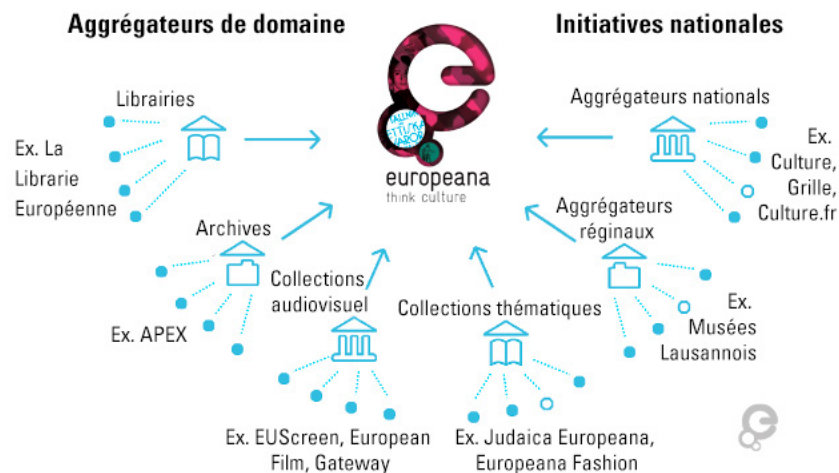 Aggrégateurs de domaine
Initiatives nationales
Librairies
Ex. La
Librarie
Européenne
Archives
Ex. APEX
Collections
audiovisuel
Ex. EUScreen, European
Film, Gateway
europeana
think culture
Collections thématiques
Ex. Judaica Europeana,
European Fashion
Aggrégateurs nationals
Ex.
Culture,
Grille,
Culture.fr
Aggrégateurs
réginaux
Ex.
Musées
Lausannois